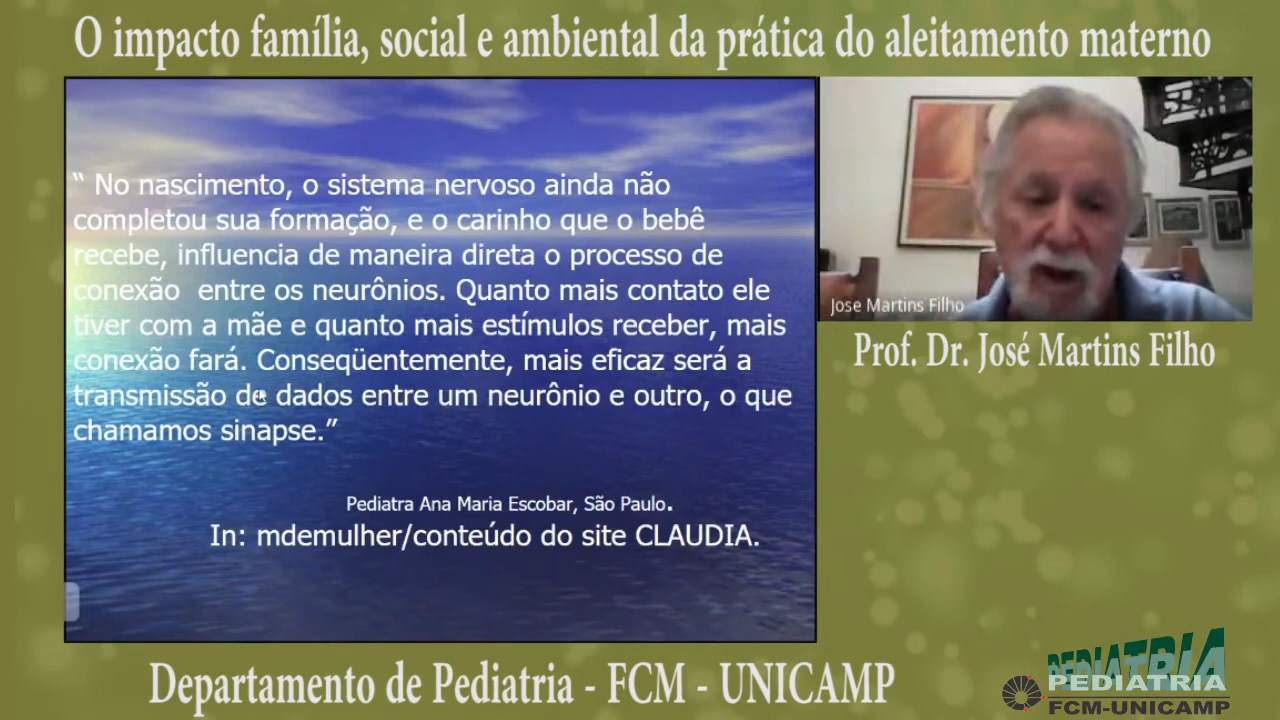 O impacto família, social e ambiental da prática do aleitamento materno
“ No nascimento, o sistema nervoso ainda não
completou sua formação, e o carinho que o bebê
recebe, influencia de maneira direta o processo de
conexão  entre os neurônios. Quanto mais contato ele
tiver com a mãe e quanto mais estímulos receber, mais
conexão fará. Conseqüentemente, mais eficaz será a
transmissão de dados entre um neurônio e outro, o que
chamamos sinapse.”
Pediatra Ana Maria Escobar, São Paulo.
In: mdemulher/conteúdo do site CLAUDIA.
Jose Martins Filho
Prof. Dr. José Martins Filho
Departamento de Pediatria - FCM - UNICAMP
PEDIATRIA
PEDIATRIA
FCM-UNICAMP